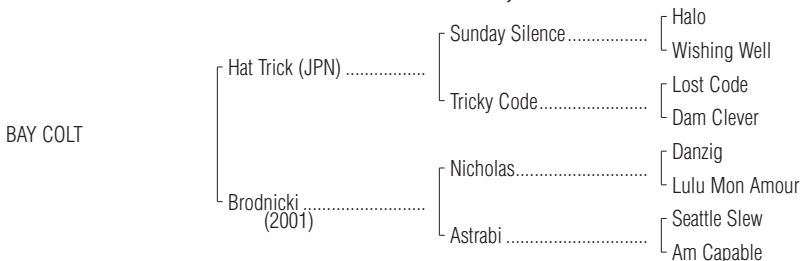 Halo
Sunday Silence..................
Wishing Well
Hat Trick (JPN) .................
Lost Code
Tricky Code.......................
Dam Clever
BAY COLT
Danzig
Nicholas............................
Lulu Mon Amour
Brodnicki ..........................
(2001)
Seattle Slew
Astrabi ..............................
Am Capable